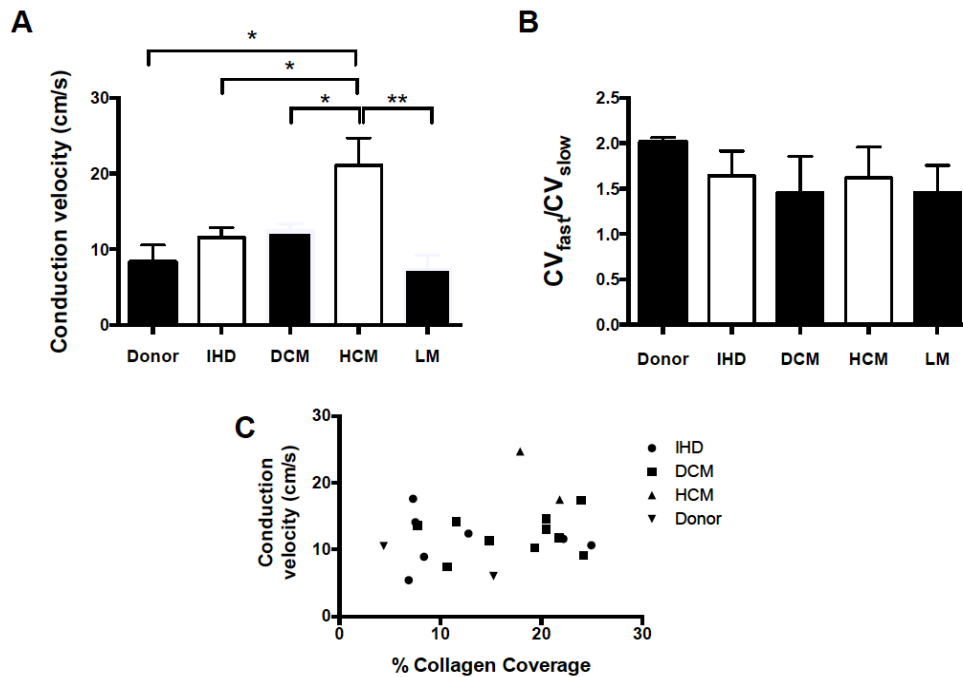 A
B
*
*
*
**
Conduction velocity (cm/s)
30
20
10
0
Donor
IHD
DCM
HCM
LM
CVfast/CVslow
2.5
2.0
1.5
1.0
0.5
0.0
Donor
IHD
DCM
HCM
LM
C
Conduction
velocity (cm/s)
30
20
10
0
0
10
20
30
% Collagen Coverage
IHD
DCM
HCM
Donor